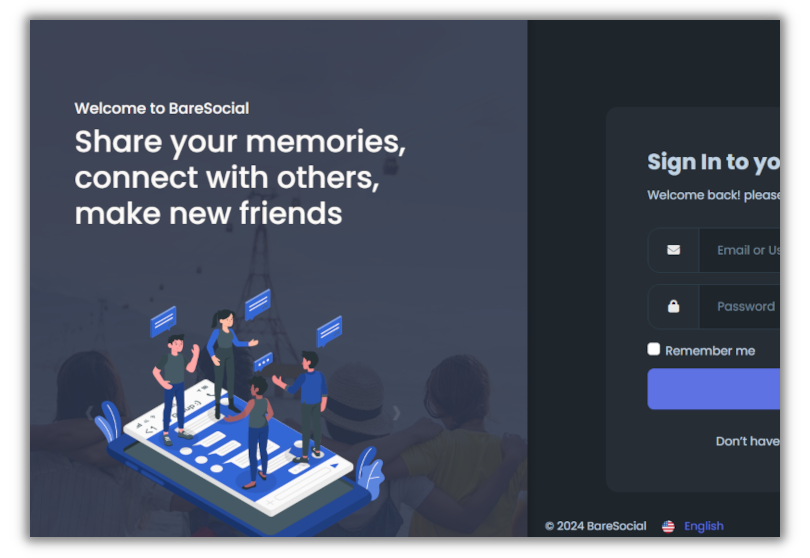 Welcome to BareSocial
Share your memories,
connect with others,
make new friends
Sign In to yo
Welcome back! please
Email or Us
Password
Remember me
Don't have
© 2024 BareSocial English